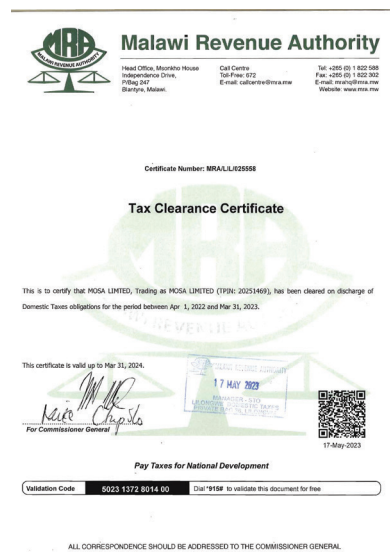 MRA
MALAWI REVENUE AUTHORITY
Malawi Revenue Authority
Head Office, Msonkho House
Independence Drive,
P/Bag 247
Blantyre, Malawi.
Call Centre
Toll-Free: 672
E-mail: callcentre@mra.mw
Tel: +265 (0) 1 822 588
Fax: +265 (0) 1 822 302
E-mail: mrahq@mra.mw
Website: www.mra.mw
Certificate Number: MRA/LIL/025558
Tax Clearance Certificate
This is to certify that MOSA LIMTED, Trading as MOSA LIMITED (TPIN: 20251469), has been cleared on discharge of
Domestic Taxes obligations for the period between Apr 1, 2022 and Mar 31, 2023.
This certificate is valid up to Mar 31, 2024.
MALAWI REVENUE AUTHORITY
17 MAY 2023
MANAGER - STO
For Commissioner General
17-May-2023
Pay Taxes for National Development
Validation Code
5023 1372 8014 00
Dial *915# to validate this document for free
ALL CORRESPONDENCE SHOULD BE ADDRESSED TO THE COMMISSIONER GENERAL